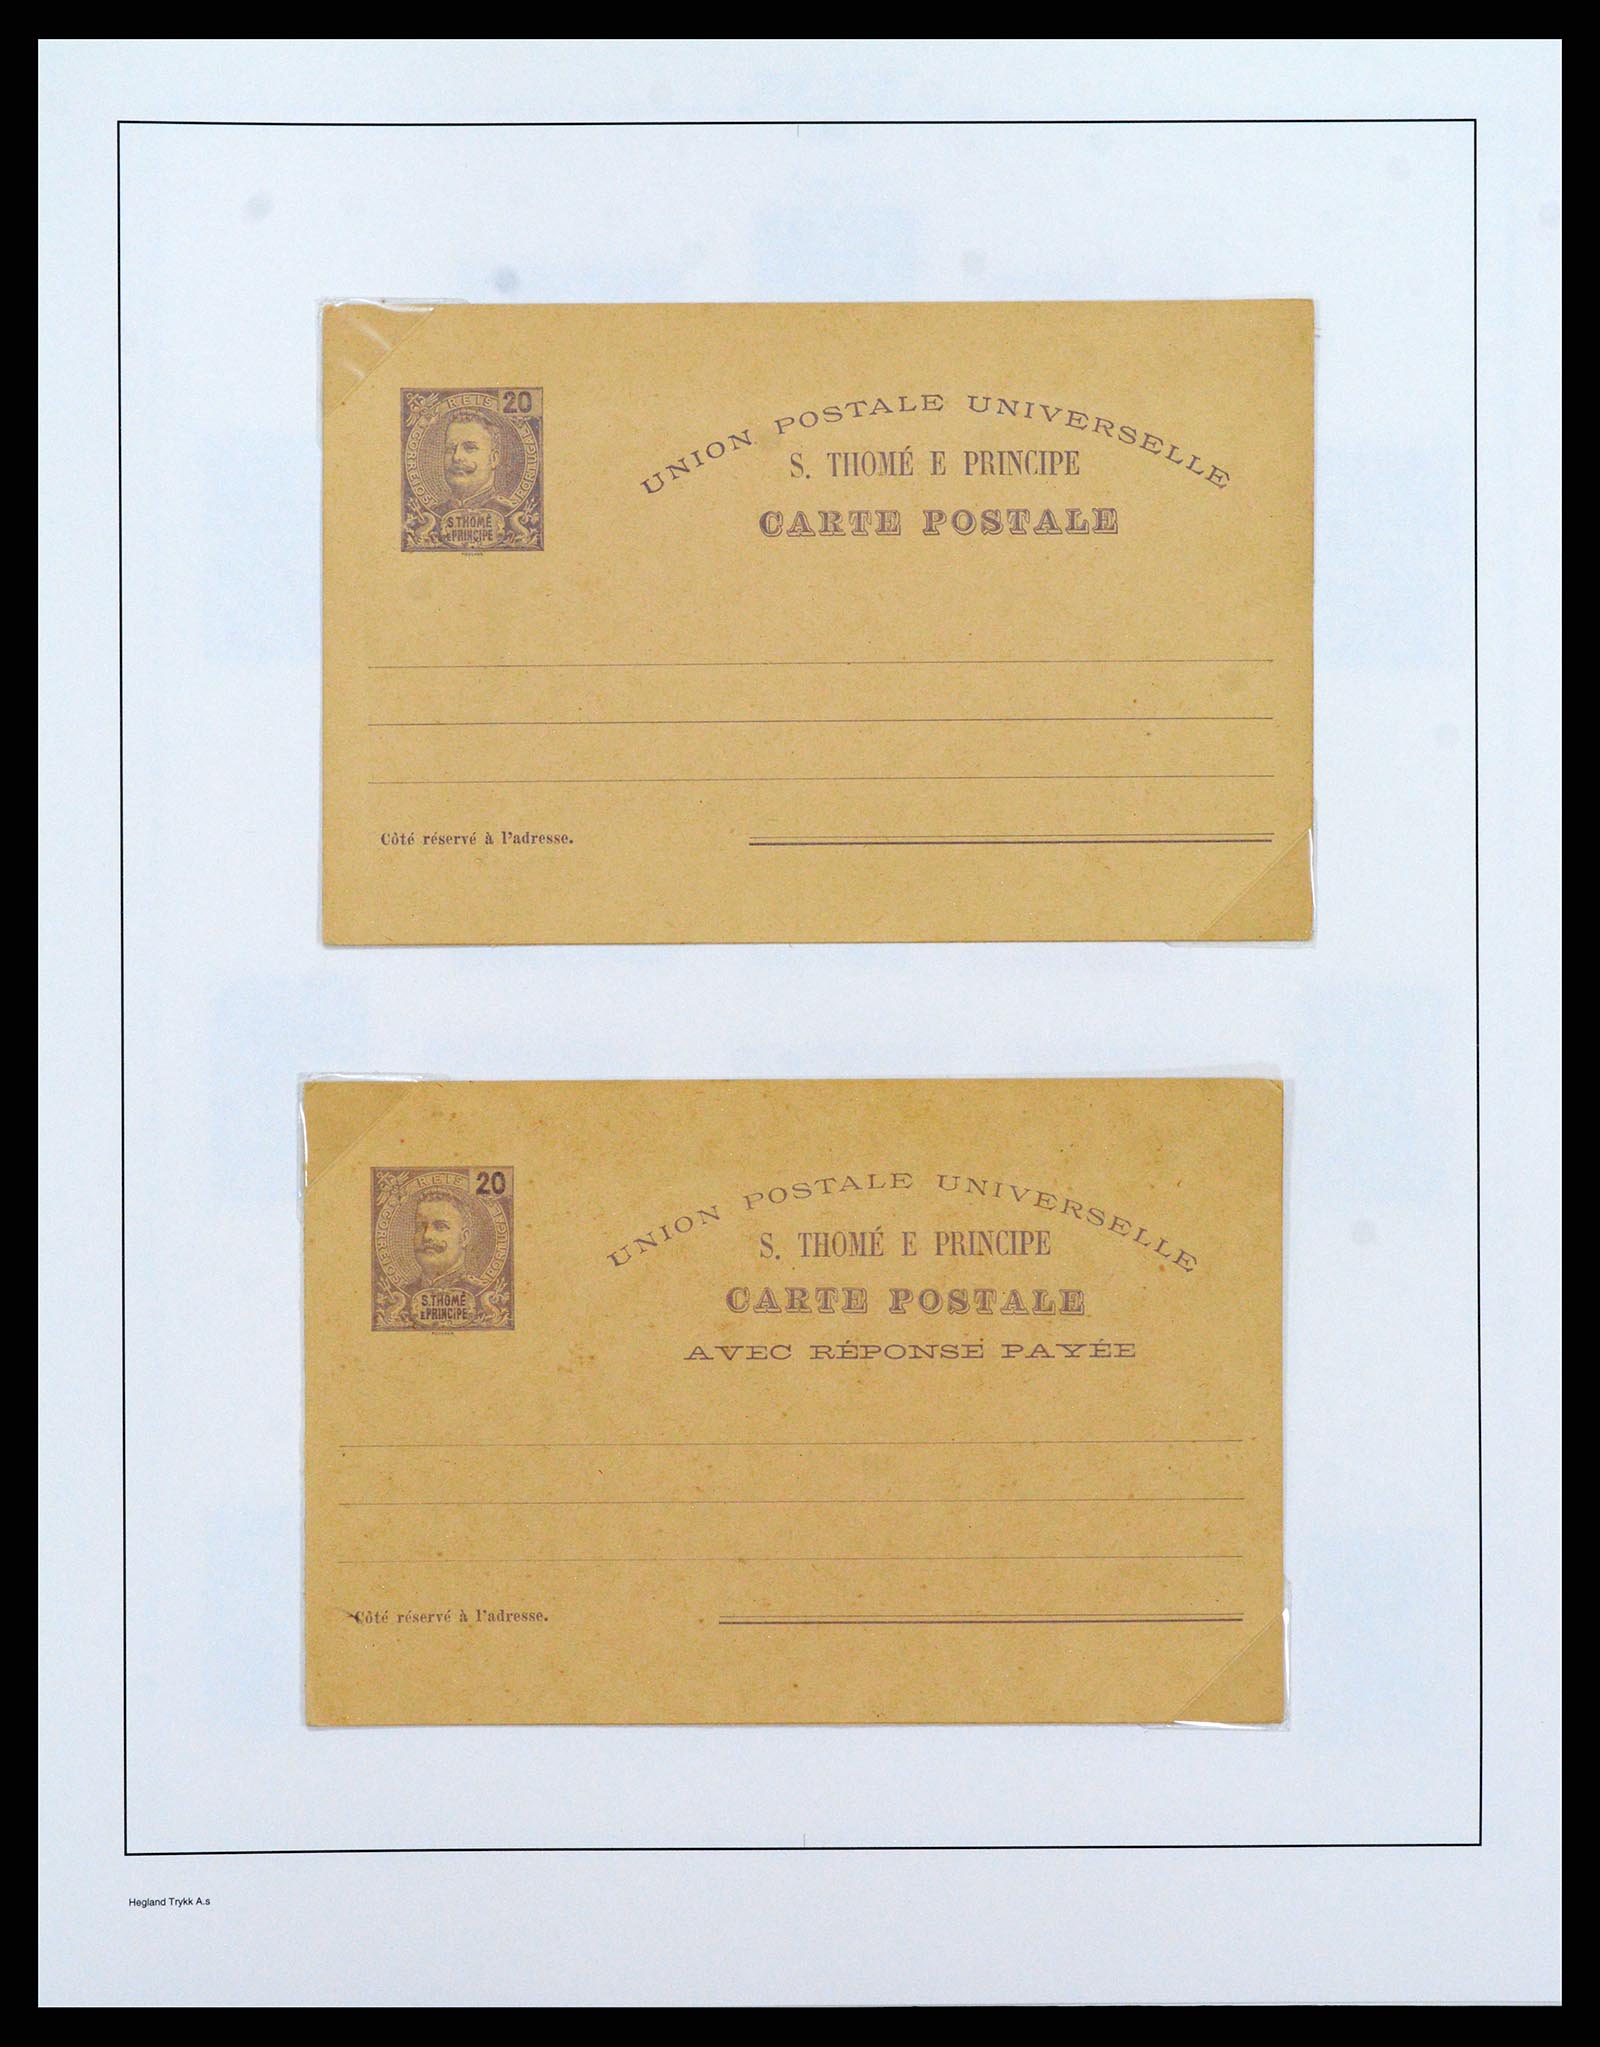 REIS 20
CORREIOS PORTUGAL
S. THOMÉ
E PRINCIPE
UNION POSTALE UNIVERSELLE
S. THOMÉ E PRINCIPE
CARTE POSTALE
Côté réservé à l'adresse.
REIS 20
CORREIOS PORTUGAL
S. THOMÉ
E PRINCIPE
UNION POSTALE UNIVERSELLE
S. THOMÉ E PRINCIPE
CARTE POSTALE
AVEC RÉPONSE PAYÉE
Côté réservé à l'adresse.
Hegland Trykk A.s